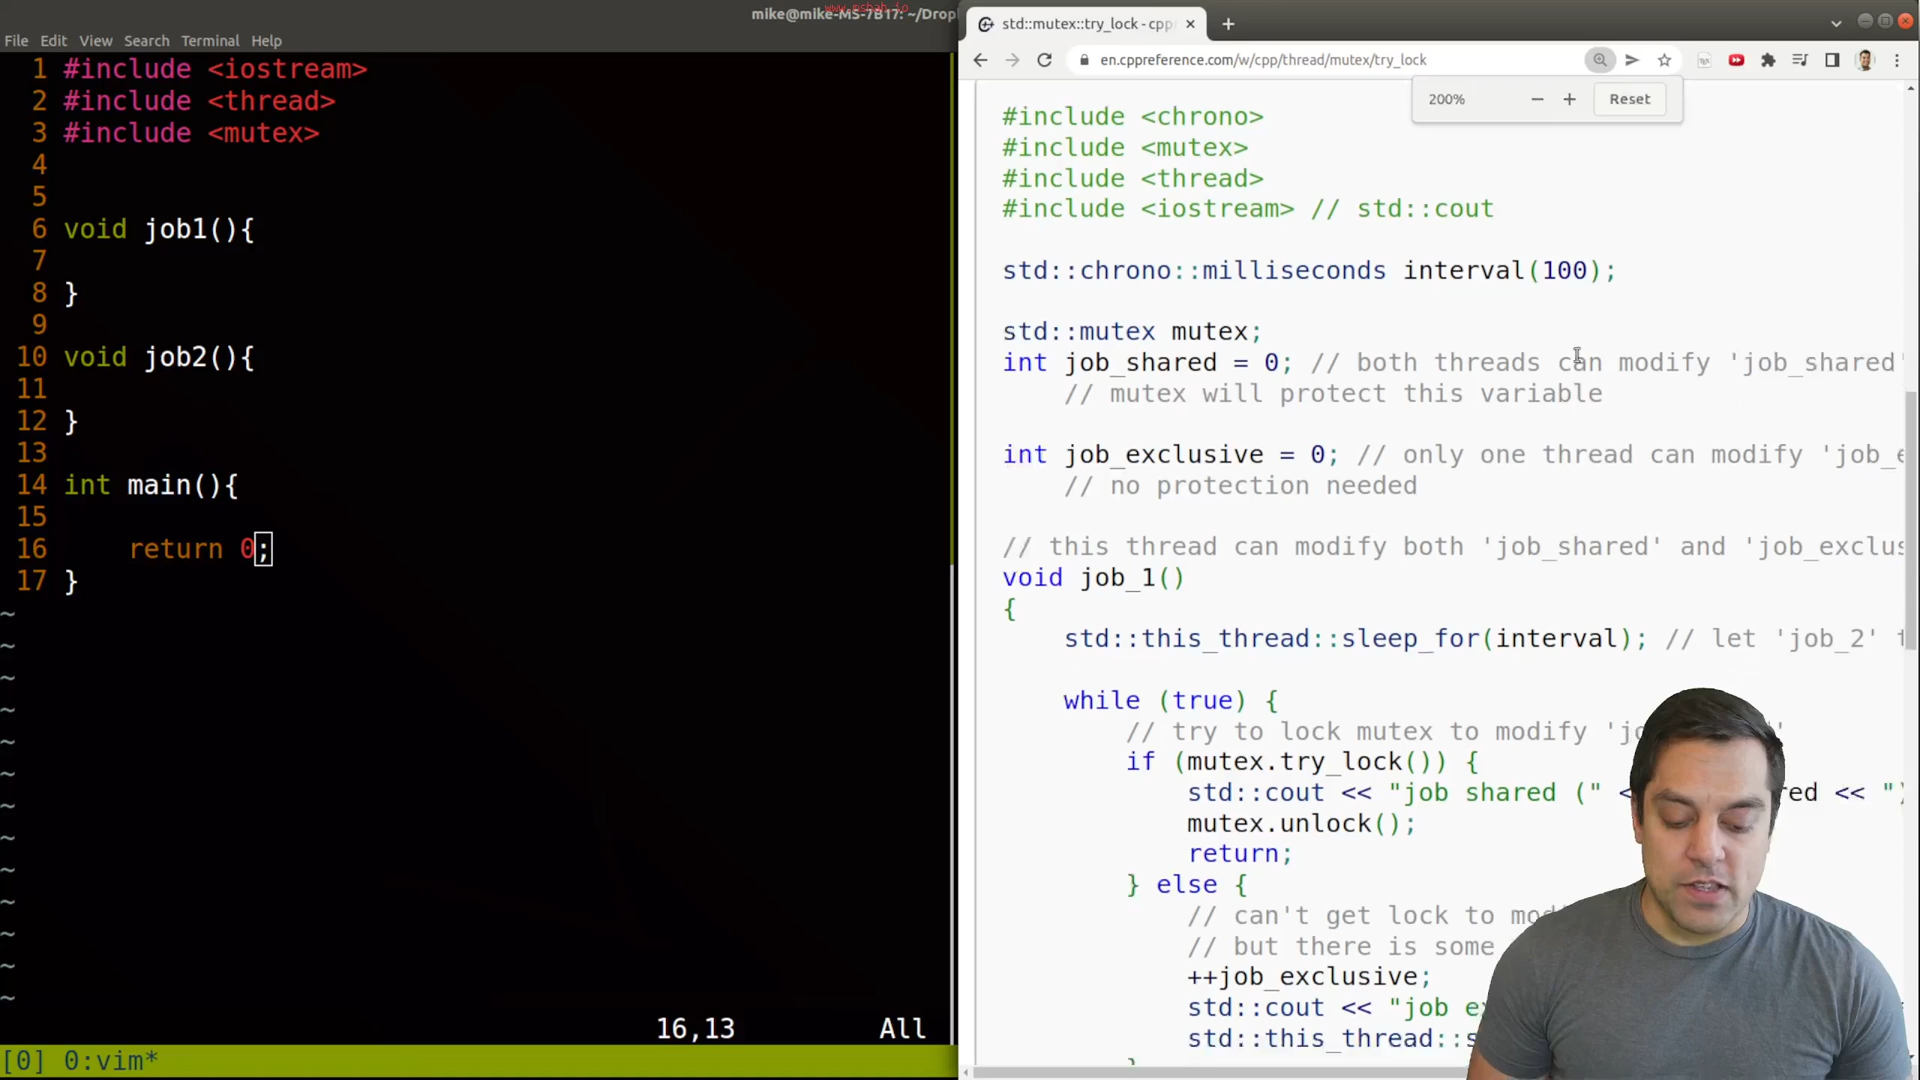 mike@mike-MS-7B17: ~/Drop
www.mshah.io
File Edit View Search Terminal Help
1 #include <iostream>
2 #include <thread>
3 #include <mutex>
4
5
6 void job1(){
7
8 }
9
10 void job2(){
11
12 }
13
14 int main(){
15
16 return 0;
17 }
~
~
~
~
~
~
~
~
~
~
~
~
~
16,13 All
[0] 0:vim*
std::mutex::try_lock - cpp
en.cppreference.com/w/cpp/thread/mutex/try_lock
200% − + Reset
#include <chrono>
#include <mutex>
#include <thread>
#include <iostream> // std::cout
std::chrono::milliseconds interval(100);
std::mutex mutex;
int job_shared = 0; // both threads can modify 'job_shared'
// mutex will protect this variable
int job_exclusive = 0; // only one thread can modify 'job_e
// no protection needed
// this thread can modify both 'job_shared' and 'job_exclus
void job_1()
{
std::this_thread::sleep_for(interval); // let 'job_2' t
while (true) {
// try to lock mutex to modify
if (mutex.try_lock()) {
std::cout << "job shared (" << ")
mutex.unlock();
return;
} else {
// can't get lock to
// but there is some
++job_exclusive;
std::cout << "job
std::this_thread::
}